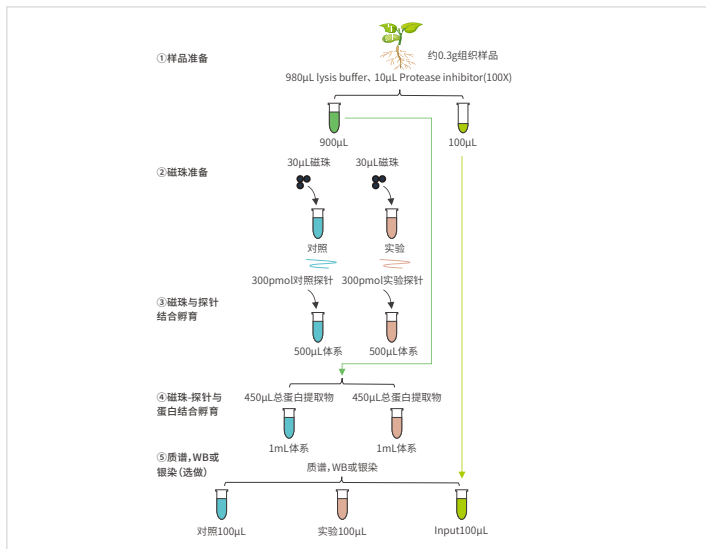 ①样品准备
约0.3g组织样品
980μL lysis buffer、10μL Protease inhibitor(100X)
900μL
100μL
②磁珠准备
30μL磁珠
30μL磁珠
对照
实验
300pmol对照探针
300pmol实验探针
③磁珠与探针
结合孵育
500μL体系
500μL体系
④磁珠-探针与
蛋白结合孵育
450μL总蛋白提取物
450μL总蛋白提取物
1mL体系
1mL体系
⑤质谱,WB或
银染(选做)
质谱,WB或银染
对照100μL
实验100μL
Input100μL